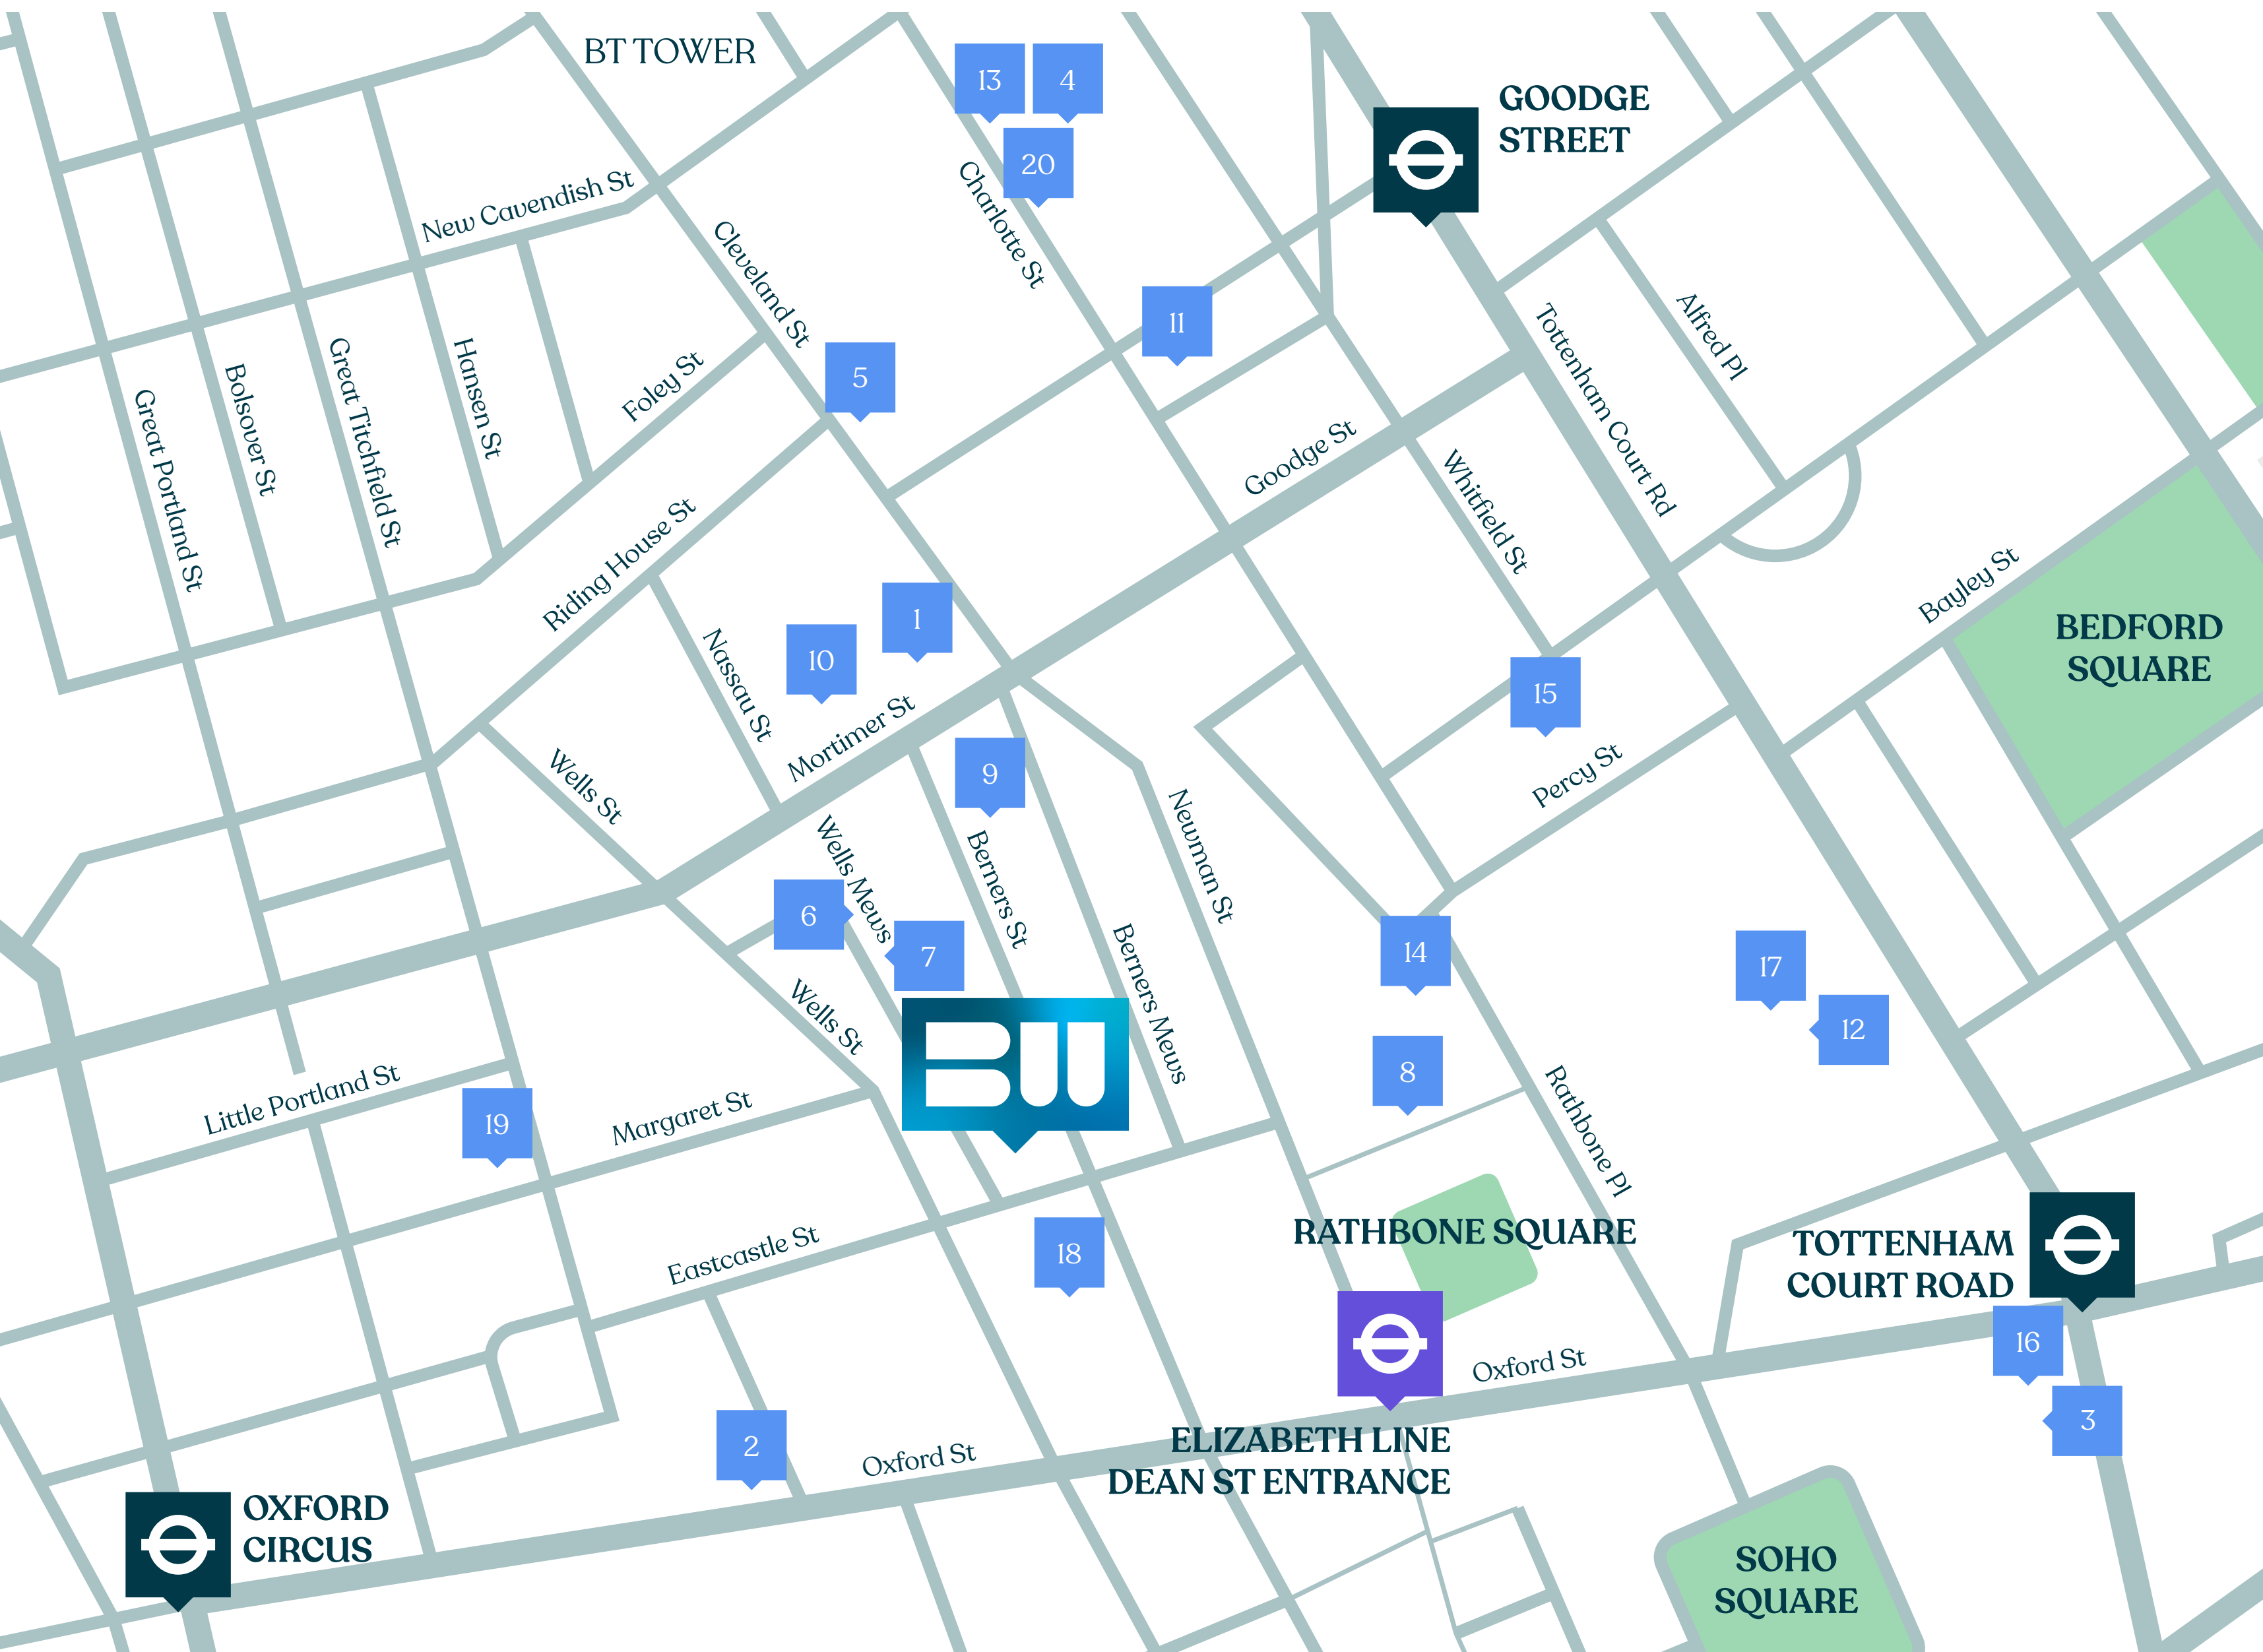 BT TOWER
13
4
GOODGE
STREET
20
New Cavendish St
Charlotte St
Cleveland St
11
Tottenham Court Rd
Alfred Pl
5
Foley St
Hansen St
Great Titchfield St
Bolsover St
Great Portland St
Goodge St
Whitfield St
Riding House St
Bayley St
BEDFORD
SQUARE
1
10
Nassau St
Mortimer St
15
Percy St
9
Wells St
Newman St
Wells Mews
Berners St
6
7
14
Berners Mews
17
12
Wells St
BW
8
Rathbone Pl
Little Portland St
19
Margaret St
RATHBONE SQUARE
Eastcastle St
18
TOTTENHAM
COURT ROAD
16
Oxford St
3
2
Oxford St
ELIZABETH LINE
DEAN ST ENTRANCE
OXFORD
CIRCUS
SOHO
SQUARE